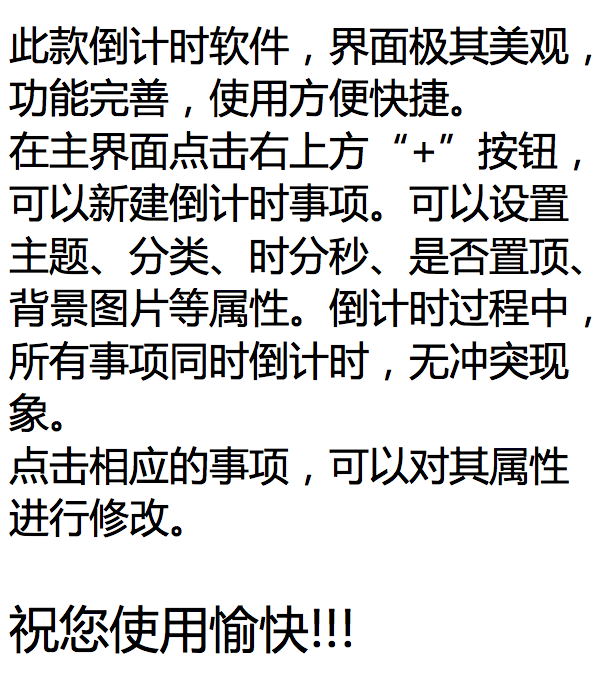 此款倒计时软件，界面极其美观，
功能完善，使用方便快捷。
在主界面点击右上方“+”按钮，
可以新建倒计时事项。可以设置
主题、分类、时分秒、是否置顶、
背景图片等属性。倒计时过程中，
所有事项同时倒计时，无冲突现
象。
点击相应的事项，可以对其属性
进行修改。
祝您使用愉快!!!